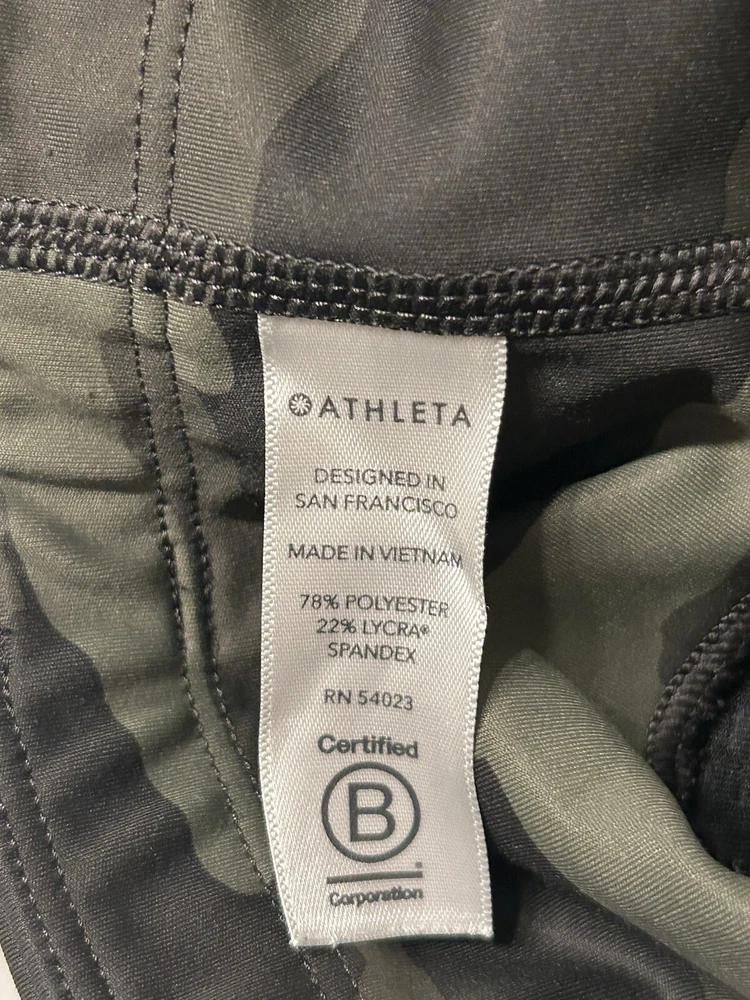 ATHLETA
DESIGNED IN
SAN FRANCISCO
MADE IN VIETNAM
78% POLYESTER
22% LYCRA®
SPANDEX
RN 54023
Certified
B
Corporation